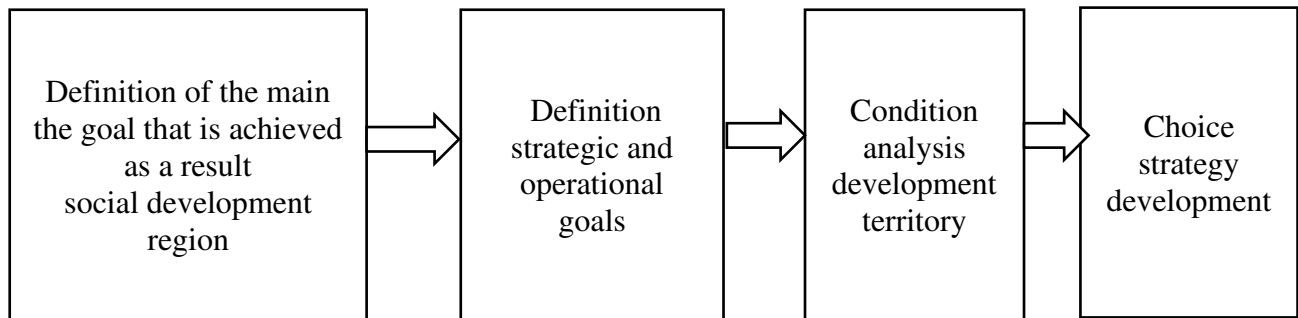 Definition of the main
the goal that is achieved
as a result
social development
region
Definition
strategic and
operational
goals
Condition
analysis
development
territory
Choice
strategy
development